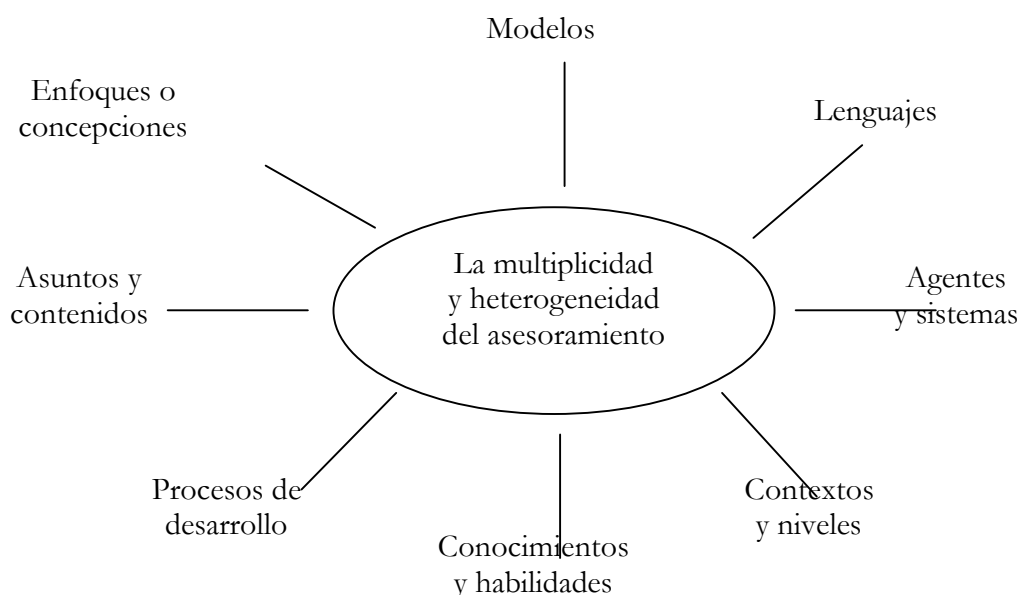 Modelos
Enfoques o
concepciones
Lenguajes
La multiplicidad
y heterogeneidad
del asesoramiento
Asuntos y
contenidos
Agentes
y sistemas
Procesos de
desarrollo
Contextos
y niveles
Conocimientos
y habilidades